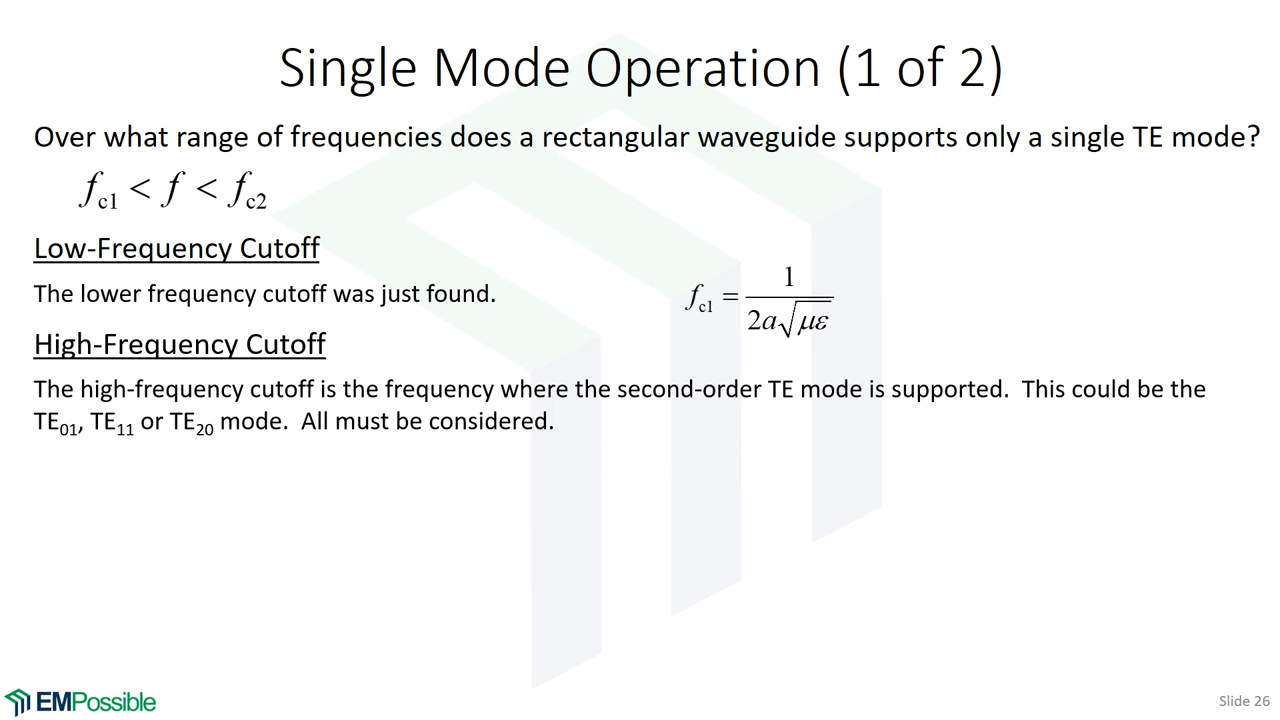 Single Mode Operation (1 of 2)
Over what range of frequencies does a rectangular waveguide supports only a single TE mode?
f_c1 < f < f_c2
Low-Frequency Cutoff
The lower frequency cutoff was just found.
f_c1 = 1 / (2a√(με))
High-Frequency Cutoff
The high-frequency cutoff is the frequency where the second-order TE mode is supported.  This could be the
TE₀₁, TE₁₁ or TE₂₀ mode.  All must be considered.
EMPossible
Slide 26